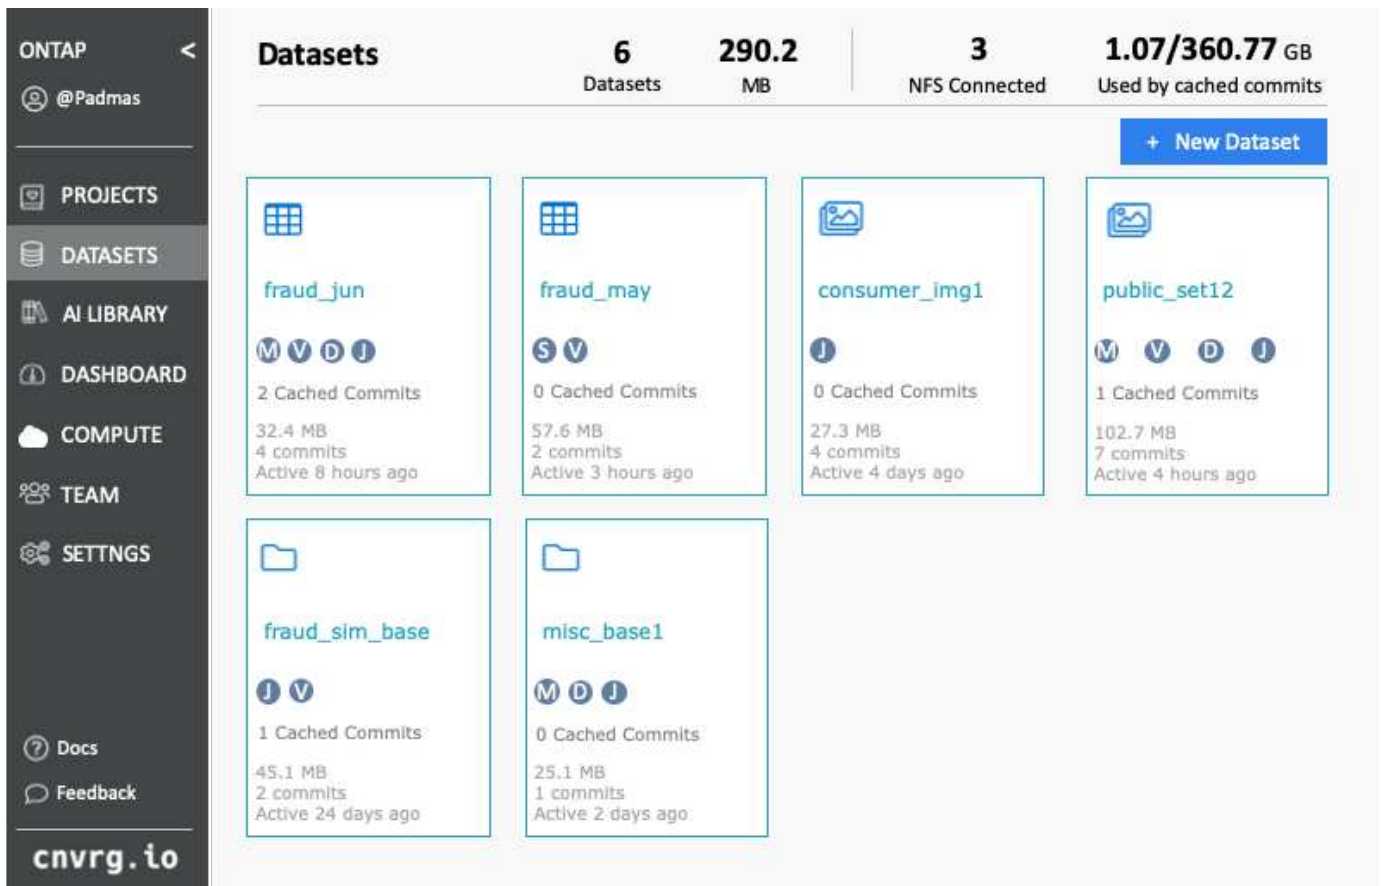 ONTAP <
@Padmas
PROJECTS
DATASETS
AI LIBRARY
DASHBOARD
COMPUTE
TEAM
SETTNGS
Docs
Feedback
cnvrg.io
Datasets
6
Datasets
290.2
MB
3
NFS Connected
1.07/360.77 GB
Used by cached commits
+ New Dataset
fraud_jun
M V D J
2 Cached Commits
32.4 MB
4 commits
Active 8 hours ago
fraud_may
S V
0 Cached Commits
57.6 MB
2 commits
Active 3 hours ago
consumer_img1
J
0 Cached Commits
27.3 MB
4 commits
Active 4 days ago
public_set12
M V D J
1 Cached Commits
102.7 MB
7 commits
Active 4 hours ago
fraud_sim_base
J V
1 Cached Commits
45.1 MB
2 commits
Active 24 days ago
misc_base1
M D J
0 Cached Commits
25.1 MB
1 commits
Active 2 days ago